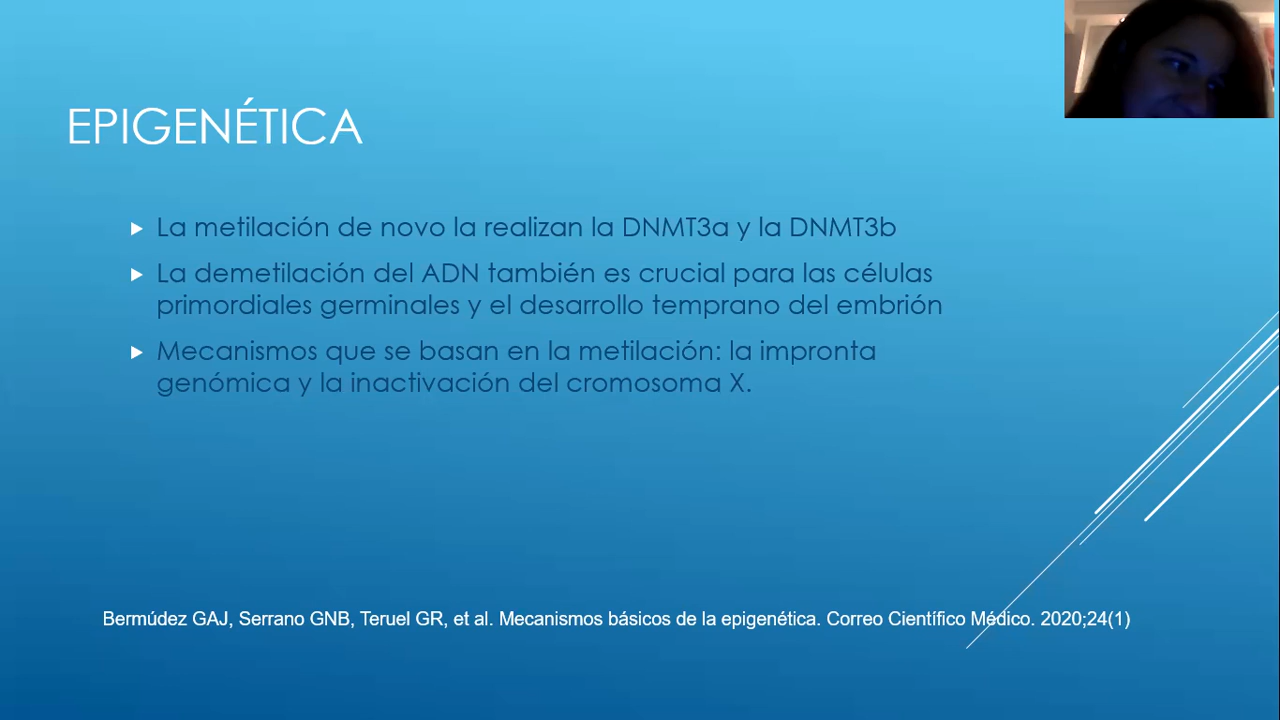 EPIGENÉTICA
La metilación de novo la realizan la DNMT3a y la DNMT3b
La demetilación del ADN también es crucial para las células
primordiales germinales y el desarrollo temprano del embrión
Mecanismos que se basan en la metilación: la impronta
genómica y la inactivación del cromosoma X.
Bermúdez GAJ, Serrano GNB, Teruel GR, et al. Mecanismos básicos de la epigenética. Correo Científico Médico. 2020;24(1)